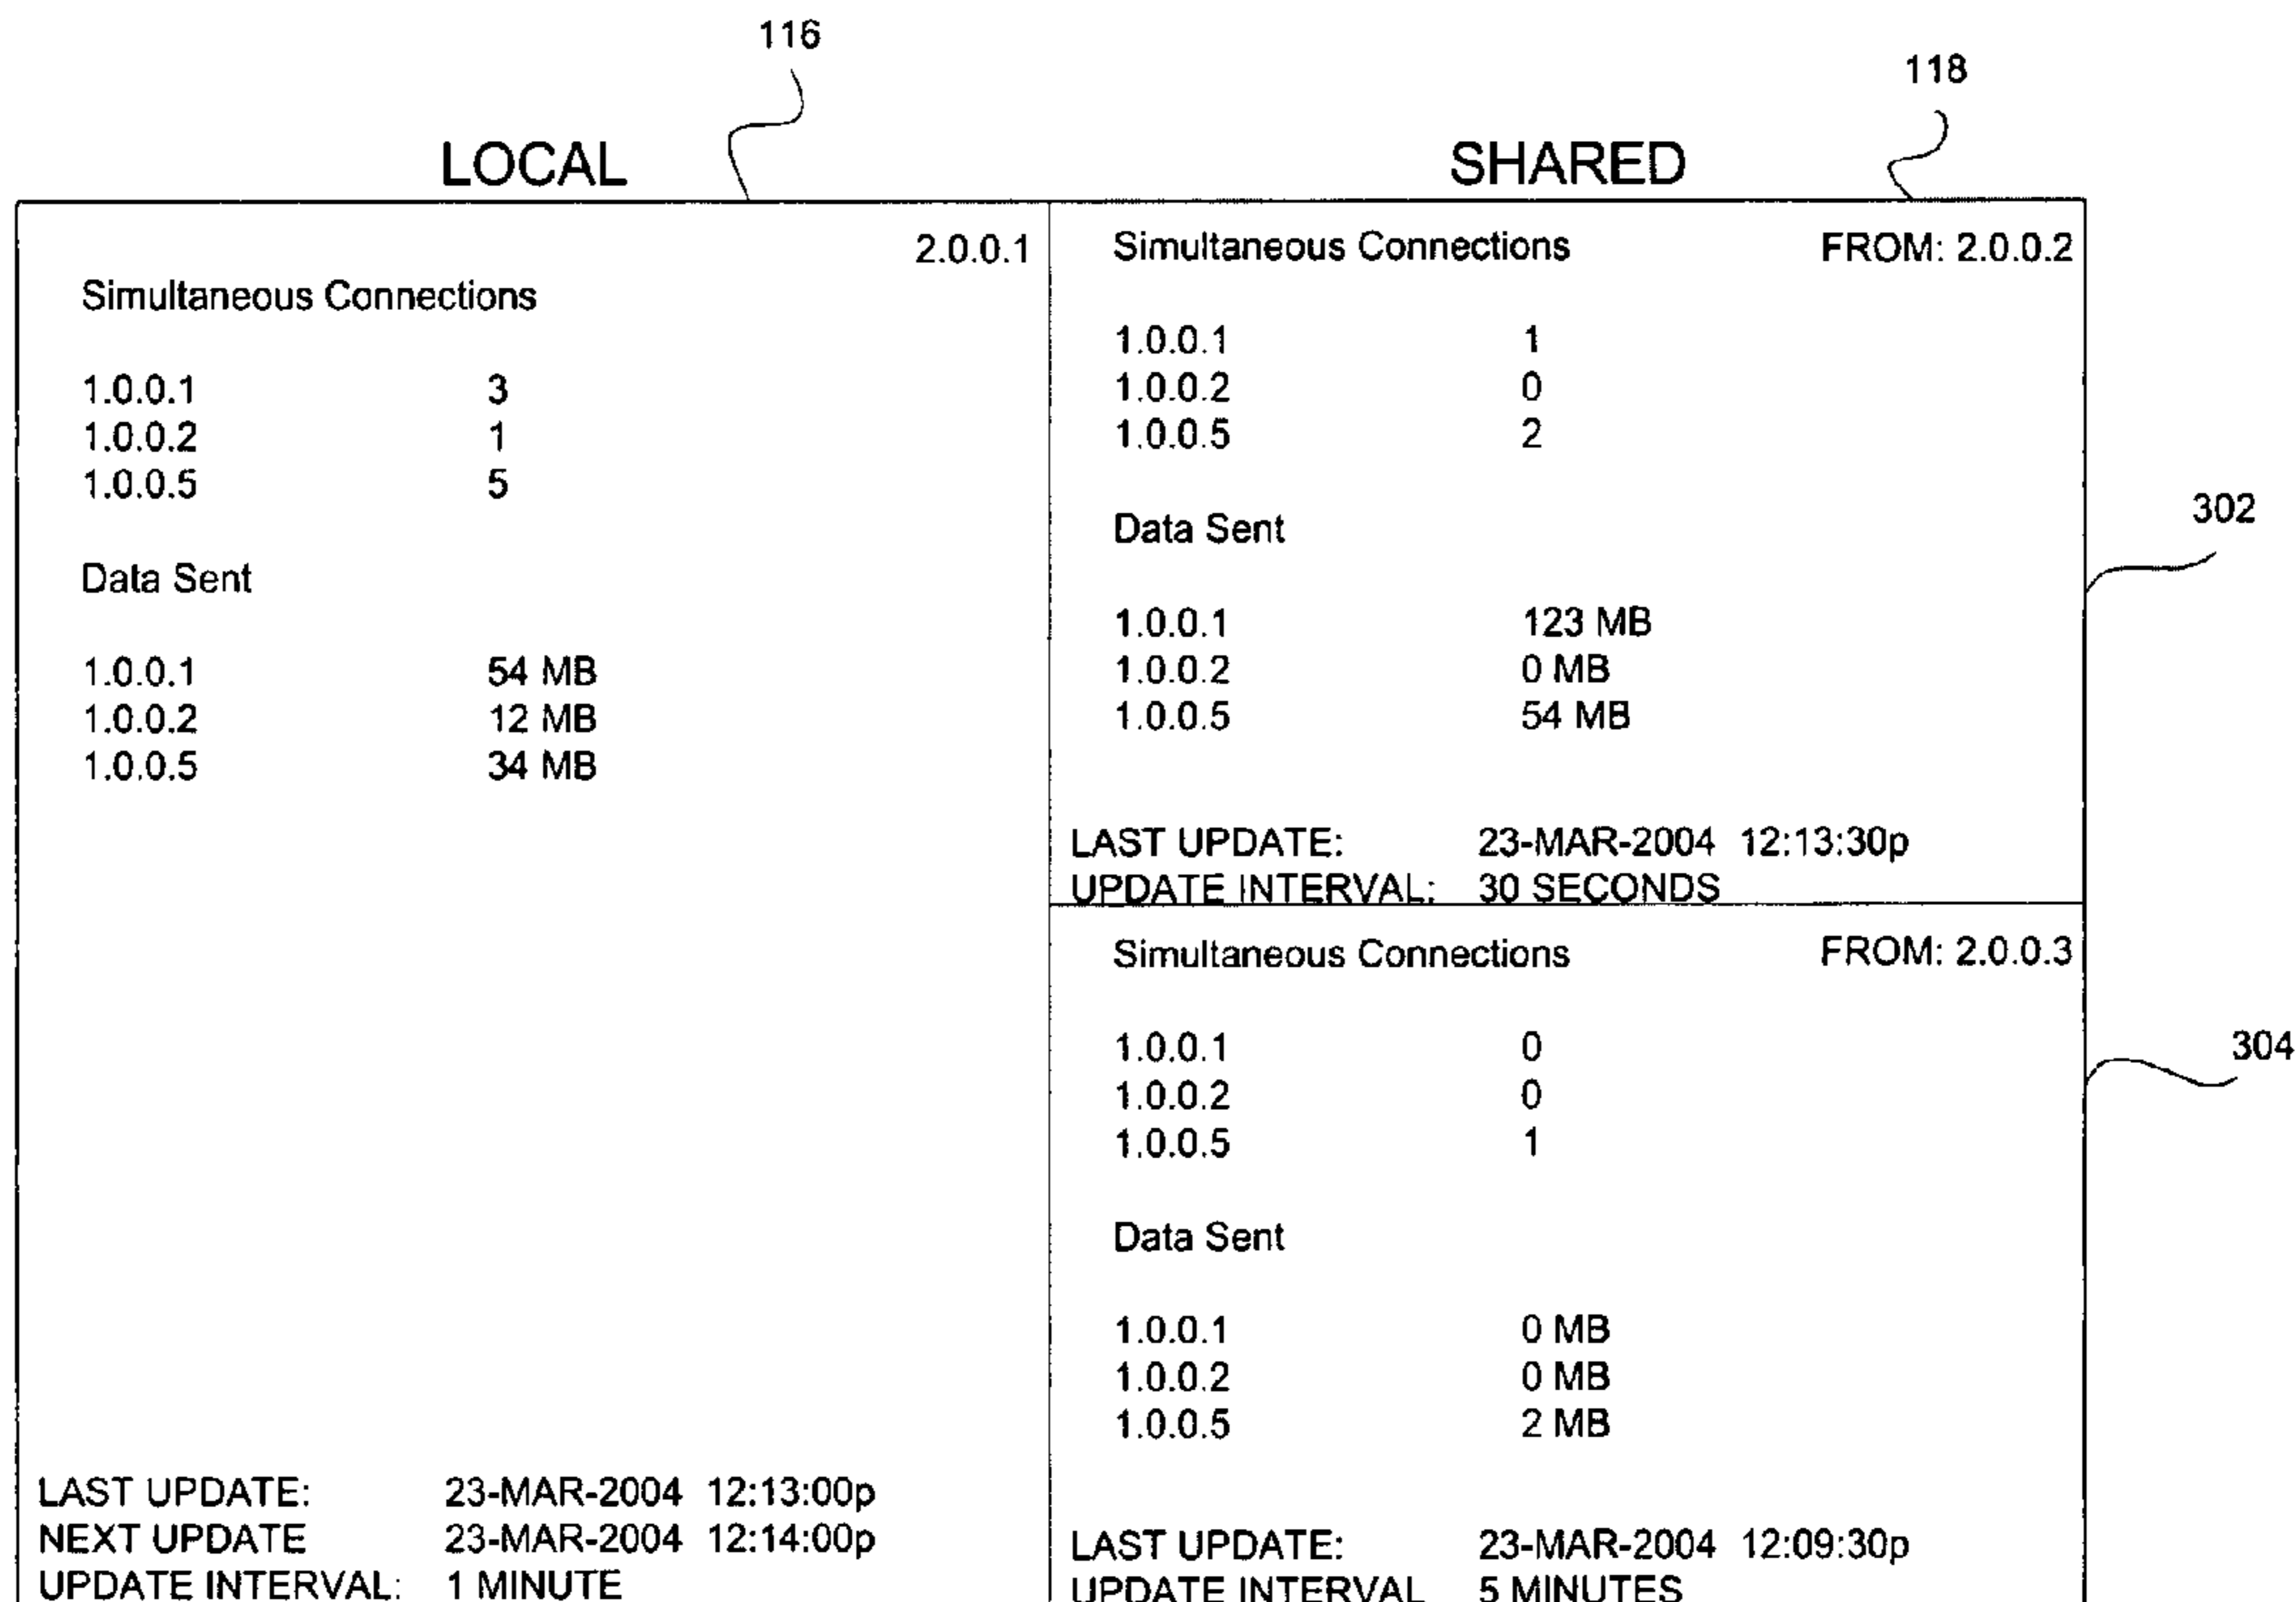 116
118
LOCAL
SHARED
2.0.0.1
Simultaneous Connections
1.0.0.1 3
1.0.0.2 1
1.0.0.5 5
Data Sent
1.0.0.1 54 MB
1.0.0.2 12 MB
1.0.0.5 34 MB
LAST UPDATE: 23-MAR-2004 12:13:00p
NEXT UPDATE 23-MAR-2004 12:14:00p
UPDATE INTERVAL: 1 MINUTE
Simultaneous Connections FROM: 2.0.0.2
1.0.0.1 1
1.0.0.2 0
1.0.0.5 2
Data Sent
1.0.0.1 123 MB
1.0.0.2 0 MB
1.0.0.5 54 MB
LAST UPDATE: 23-MAR-2004 12:13:30p
UPDATE INTERVAL: 30 SECONDS
302
Simultaneous Connections FROM: 2.0.0.3
1.0.0.1 0
1.0.0.2 0
1.0.0.5 1
Data Sent
1.0.0.1 0 MB
1.0.0.2 0 MB
1.0.0.5 2 MB
LAST UPDATE: 23-MAR-2004 12:09:30p
UPDATE INTERVAL 5 MINUTES
304